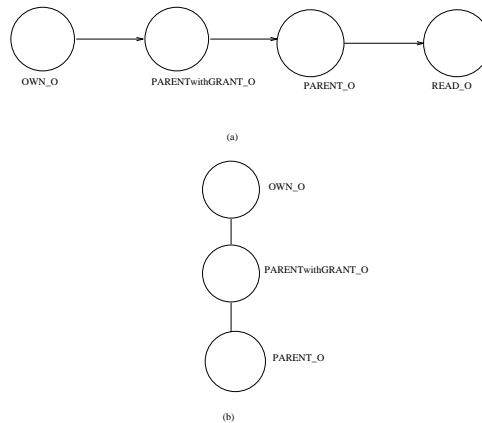 OWN_O
PARENTwithGRANT_O
PARENT_O
READ_O
(a)
OWN_O
PARENTwithGRANT_O
PARENT_O
(b)